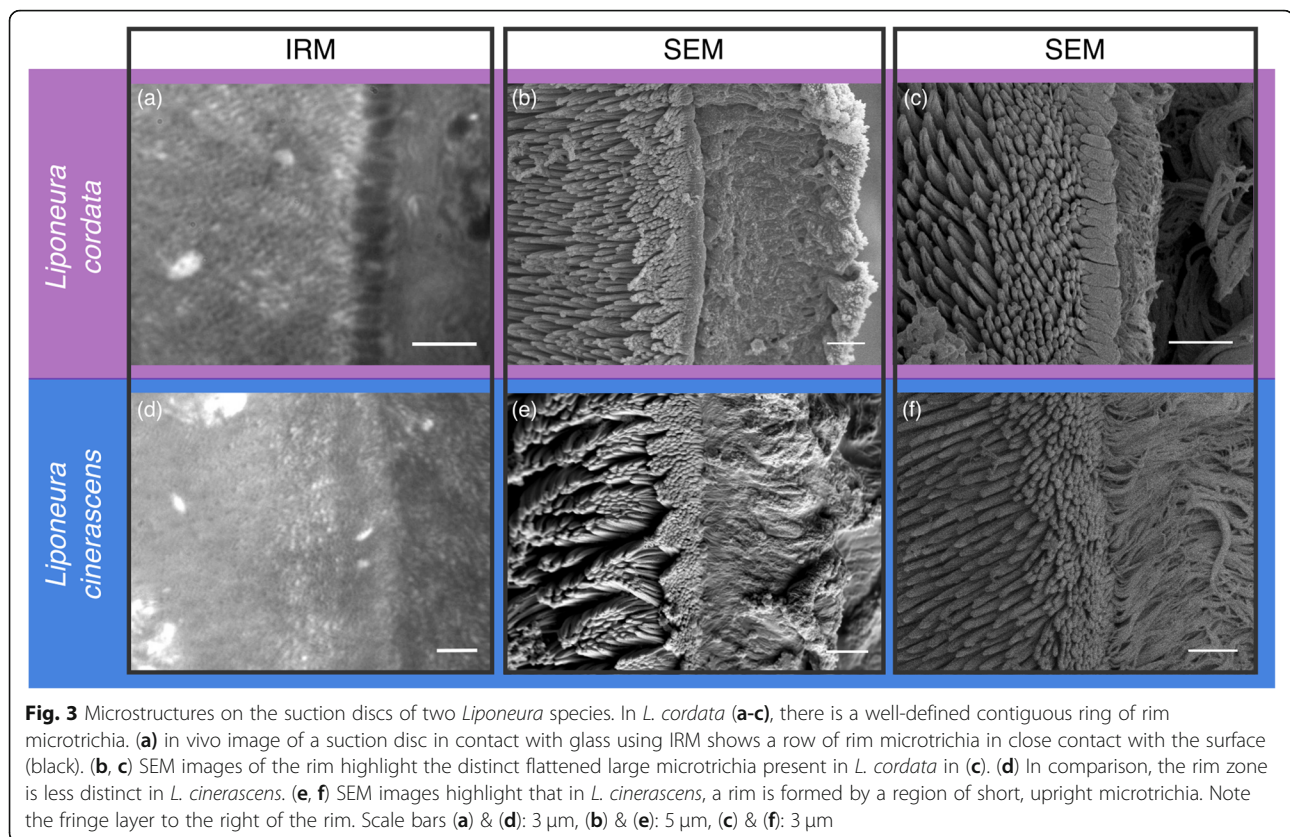 IRM
SEM
SEM
Liponeura
cordata
(a)
(b)
(c)
Liponeura
cinerascens
(d)
(e)
(f)
Fig. 3 Microstructures on the suction discs of two Liponeura species. In L. cordata (a-c), there is a well-defined contiguous ring of rim
microtrichia. (a) in vivo image of a suction disc in contact with glass using IRM shows a row of rim microtrichia in close contact with the surface
(black). (b, c) SEM images of the rim highlight the distinct flattened large microtrichia present in L. cordata in (c). (d) In comparison, the rim zone
is less distinct in L. cinerascens. (e, f) SEM images highlight that in L. cinerascens, a rim is formed by a region of short, upright microtrichia. Note
the fringe layer to the right of the rim. Scale bars (a) & (d): 3 μm, (b) & (e): 5 μm, (c) & (f): 3 μm